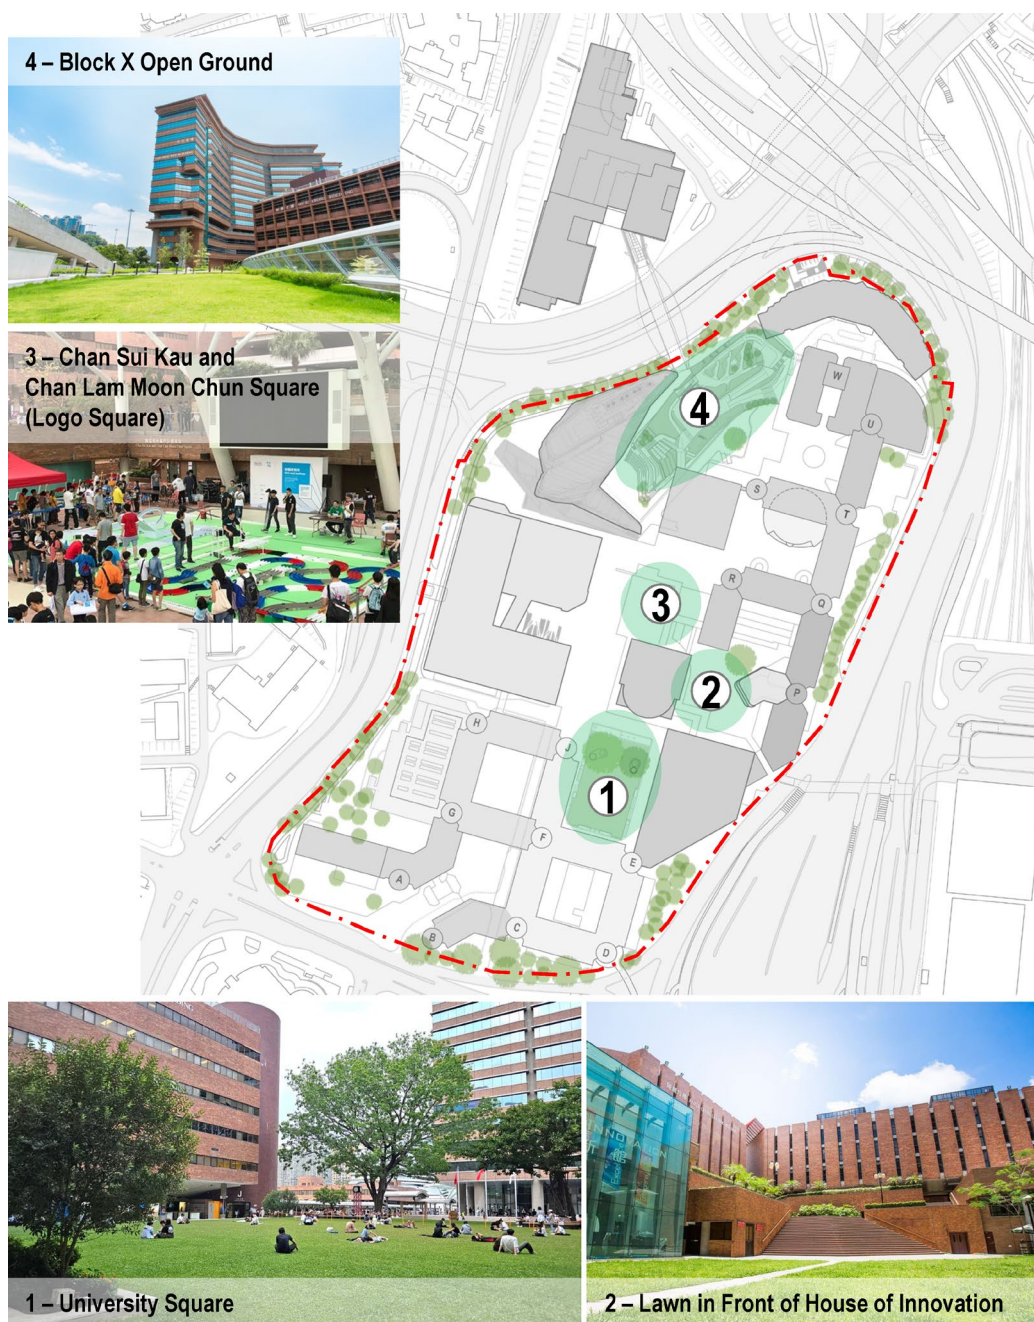 4 – Block X Open Ground
3 – Chan Sui Kau and
Chan Lam Moon Chun Square
(Logo Square)
4
W
U
S
T
3
R
Q
2
P
H
J
1
G
F
E
A
B
C
D
J
1 – University Square
2 – Lawn in Front of House of Innovation